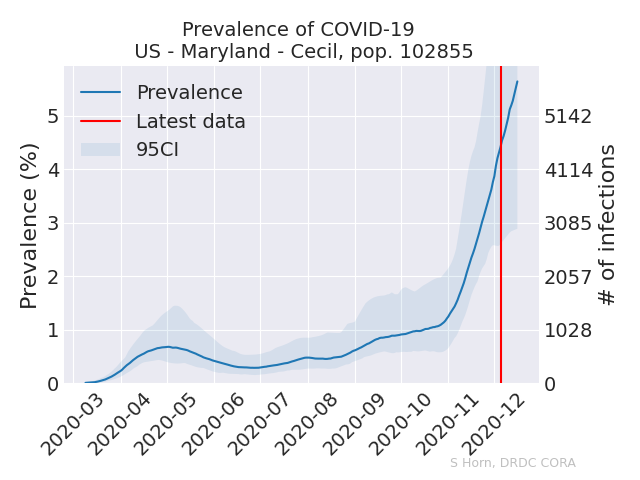 Prevalence of COVID-19
US - Maryland - Cecil, pop. 102855
Prevalence
Latest data
95CI
Prevalence (%)
5
4
3
2
1
0
5142
4114
3085
2057
1028
0
# of infections
2020-03
2020-04
2020-05
2020-06
2020-07
2020-08
2020-09
2020-10
2020-11
2020-12
S Horn, DRDC CORA